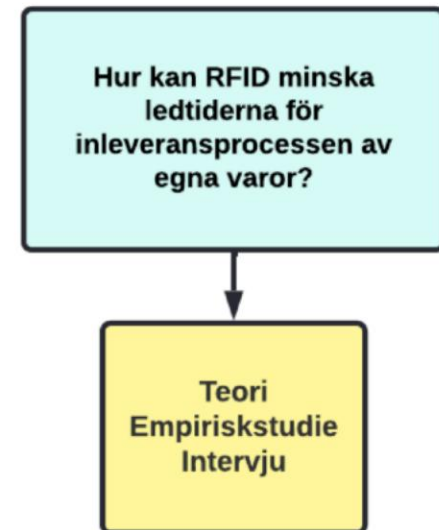 Hur kan RFID minska
ledtiderna för
inleveransprocessen av
egna varor?
Teori
Empiriskstudie
Intervju